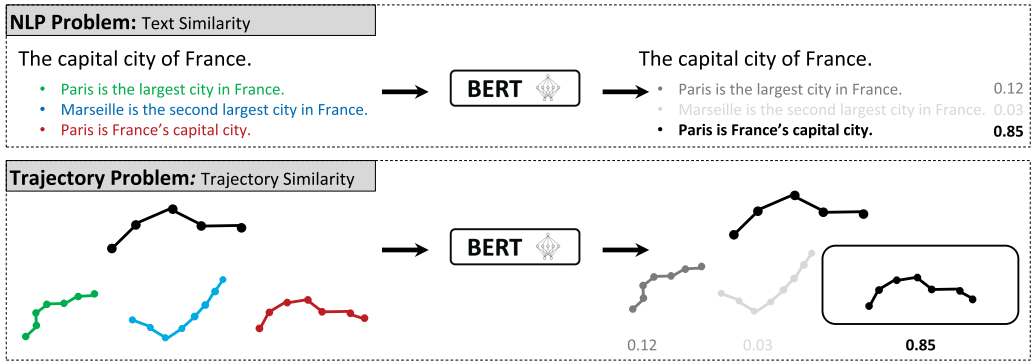 NLP Problem: Text Similarity
The capital city of France.
• Paris is the largest city in France.
• Marseille is the second largest city in France.
• Paris is France's capital city.
BERT
The capital city of France.
• Paris is the largest city in France. 0.12
• Marseille is the second largest city in France. 0.03
• Paris is France's capital city. 0.85
Trajectory Problem: Trajectory Similarity
BERT
0.12 0.03 0.85